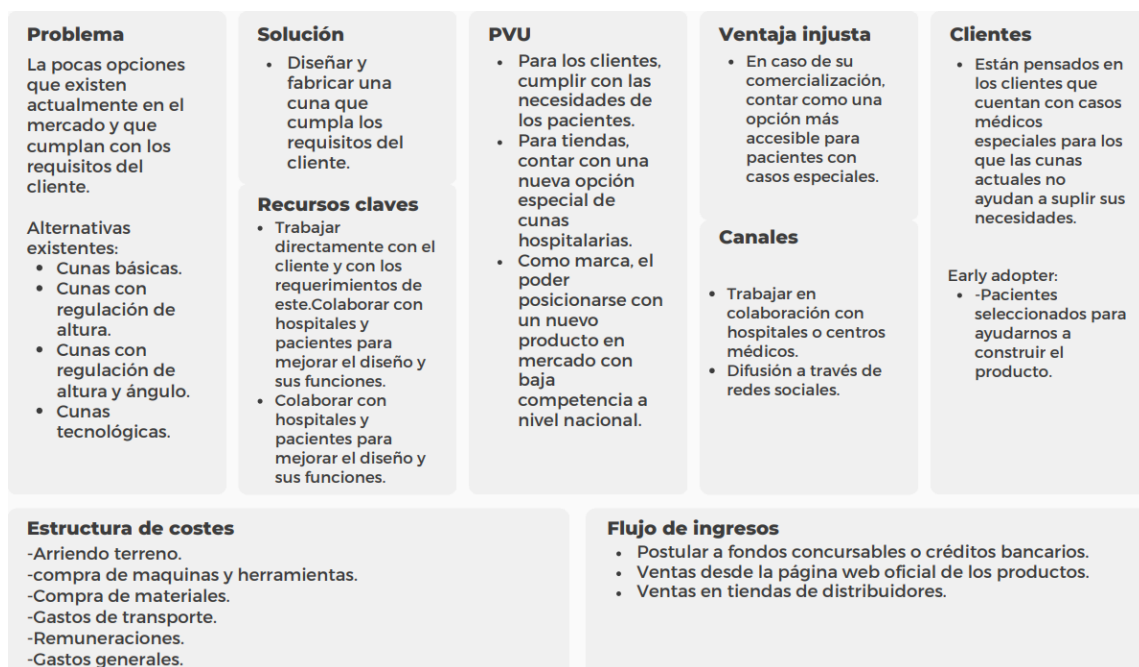 Problema
La pocas opciones
que existen
actualmente en el
mercado y que
cumplan con los
requisitos del
cliente.
Alternativas
existentes:
• Cunas básicas.
• Cunas con
regulación de
altura.
• Cunas con
regulación de
altura y ángulo.
• Cunas
tecnológicas.
Solución
• Diseñar y
fabricar una
cuna que
cumpla los
requisitos del
cliente.
Recursos claves
• Trabajar
directamente con el
cliente y con los
requerimientos de
este.Colaborar con
hospitales y
pacientes para
mejorar el diseño y
sus funciones.
• Colaborar con
hospitales y
pacientes para
mejorar el diseño y
sus funciones.
PVU
• Para los clientes,
cumplir con las
necesidades de
los pacientes.
• Para tiendas,
contar con una
nueva opción
especial de
cunas
hospitalarias.
• Como marca, el
poder
posicionarse con
un nuevo
producto en
mercado con
baja
competencia a
nivel nacional.
Ventaja injusta
• En caso de su
comercialización,
contar como una
opción más
accesible para
pacientes con
casos especiales.
Canales
• Trabajar en
colaboración con
hospitales o centros
médicos.
• Difusión a través de
redes sociales.
Clientes
• Están pensados en
los clientes que
cuentan con casos
médicos
especiales para los
que las cunas
actuales no
ayudan a suplir sus
necesidades.
Early adopter:
• -Pacientes
seleccionados para
ayudarnos a
construir el
producto.
Estructura de costes
-Arriendo terreno.
-compra de maquinas y herramientas.
-Compra de materiales.
-Gastos de transporte.
-Remuneraciones.
-Gastos generales.
Flujo de ingresos
• Postular a fondos concursables o créditos bancarios.
• Ventas desde la página web oficial de los productos.
• Ventas en tiendas de distribuidores.